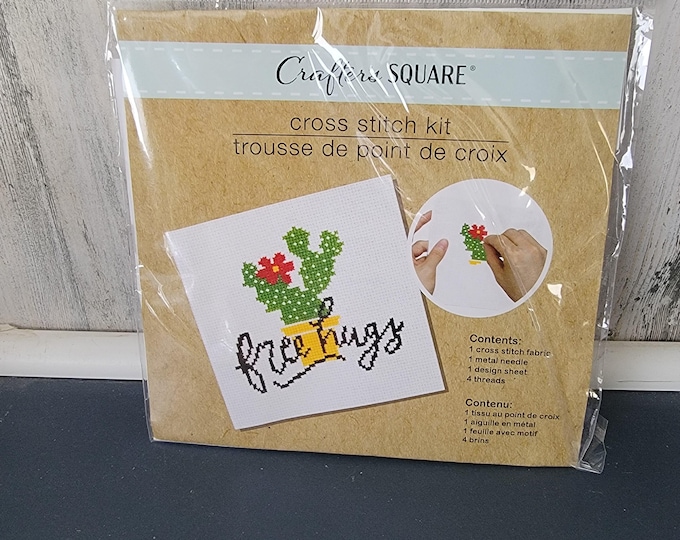 Crafters SQUARE®
cross stitch kit
trousse de point de croix
free hugs
Contents:
1 cross stitch fabric
1 metal needle
1 design sheet
4 threads
Contenu:
1 tissu au point de croix
1 aiguille en métal
1 feuille avec motif
4 brins